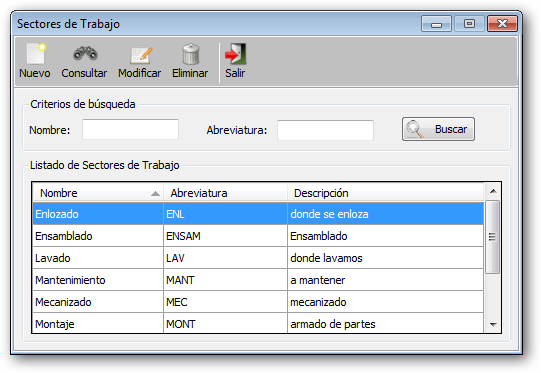 Sectores de Trabajo
Nuevo Consultar Modificar Eliminar Salir
Criterios de búsqueda
Nombre: Abreviatura: Buscar
Listado de Sectores de Trabajo
Nombre Abreviatura Descripción
Enlozado ENL donde se enloza
Ensamblado ENSAM Ensamblado
Lavado LAV donde lavamos
Mantenimiento MANT a mantener
Mecanizado MEC mecanizado
Montaje MONT armado de partes